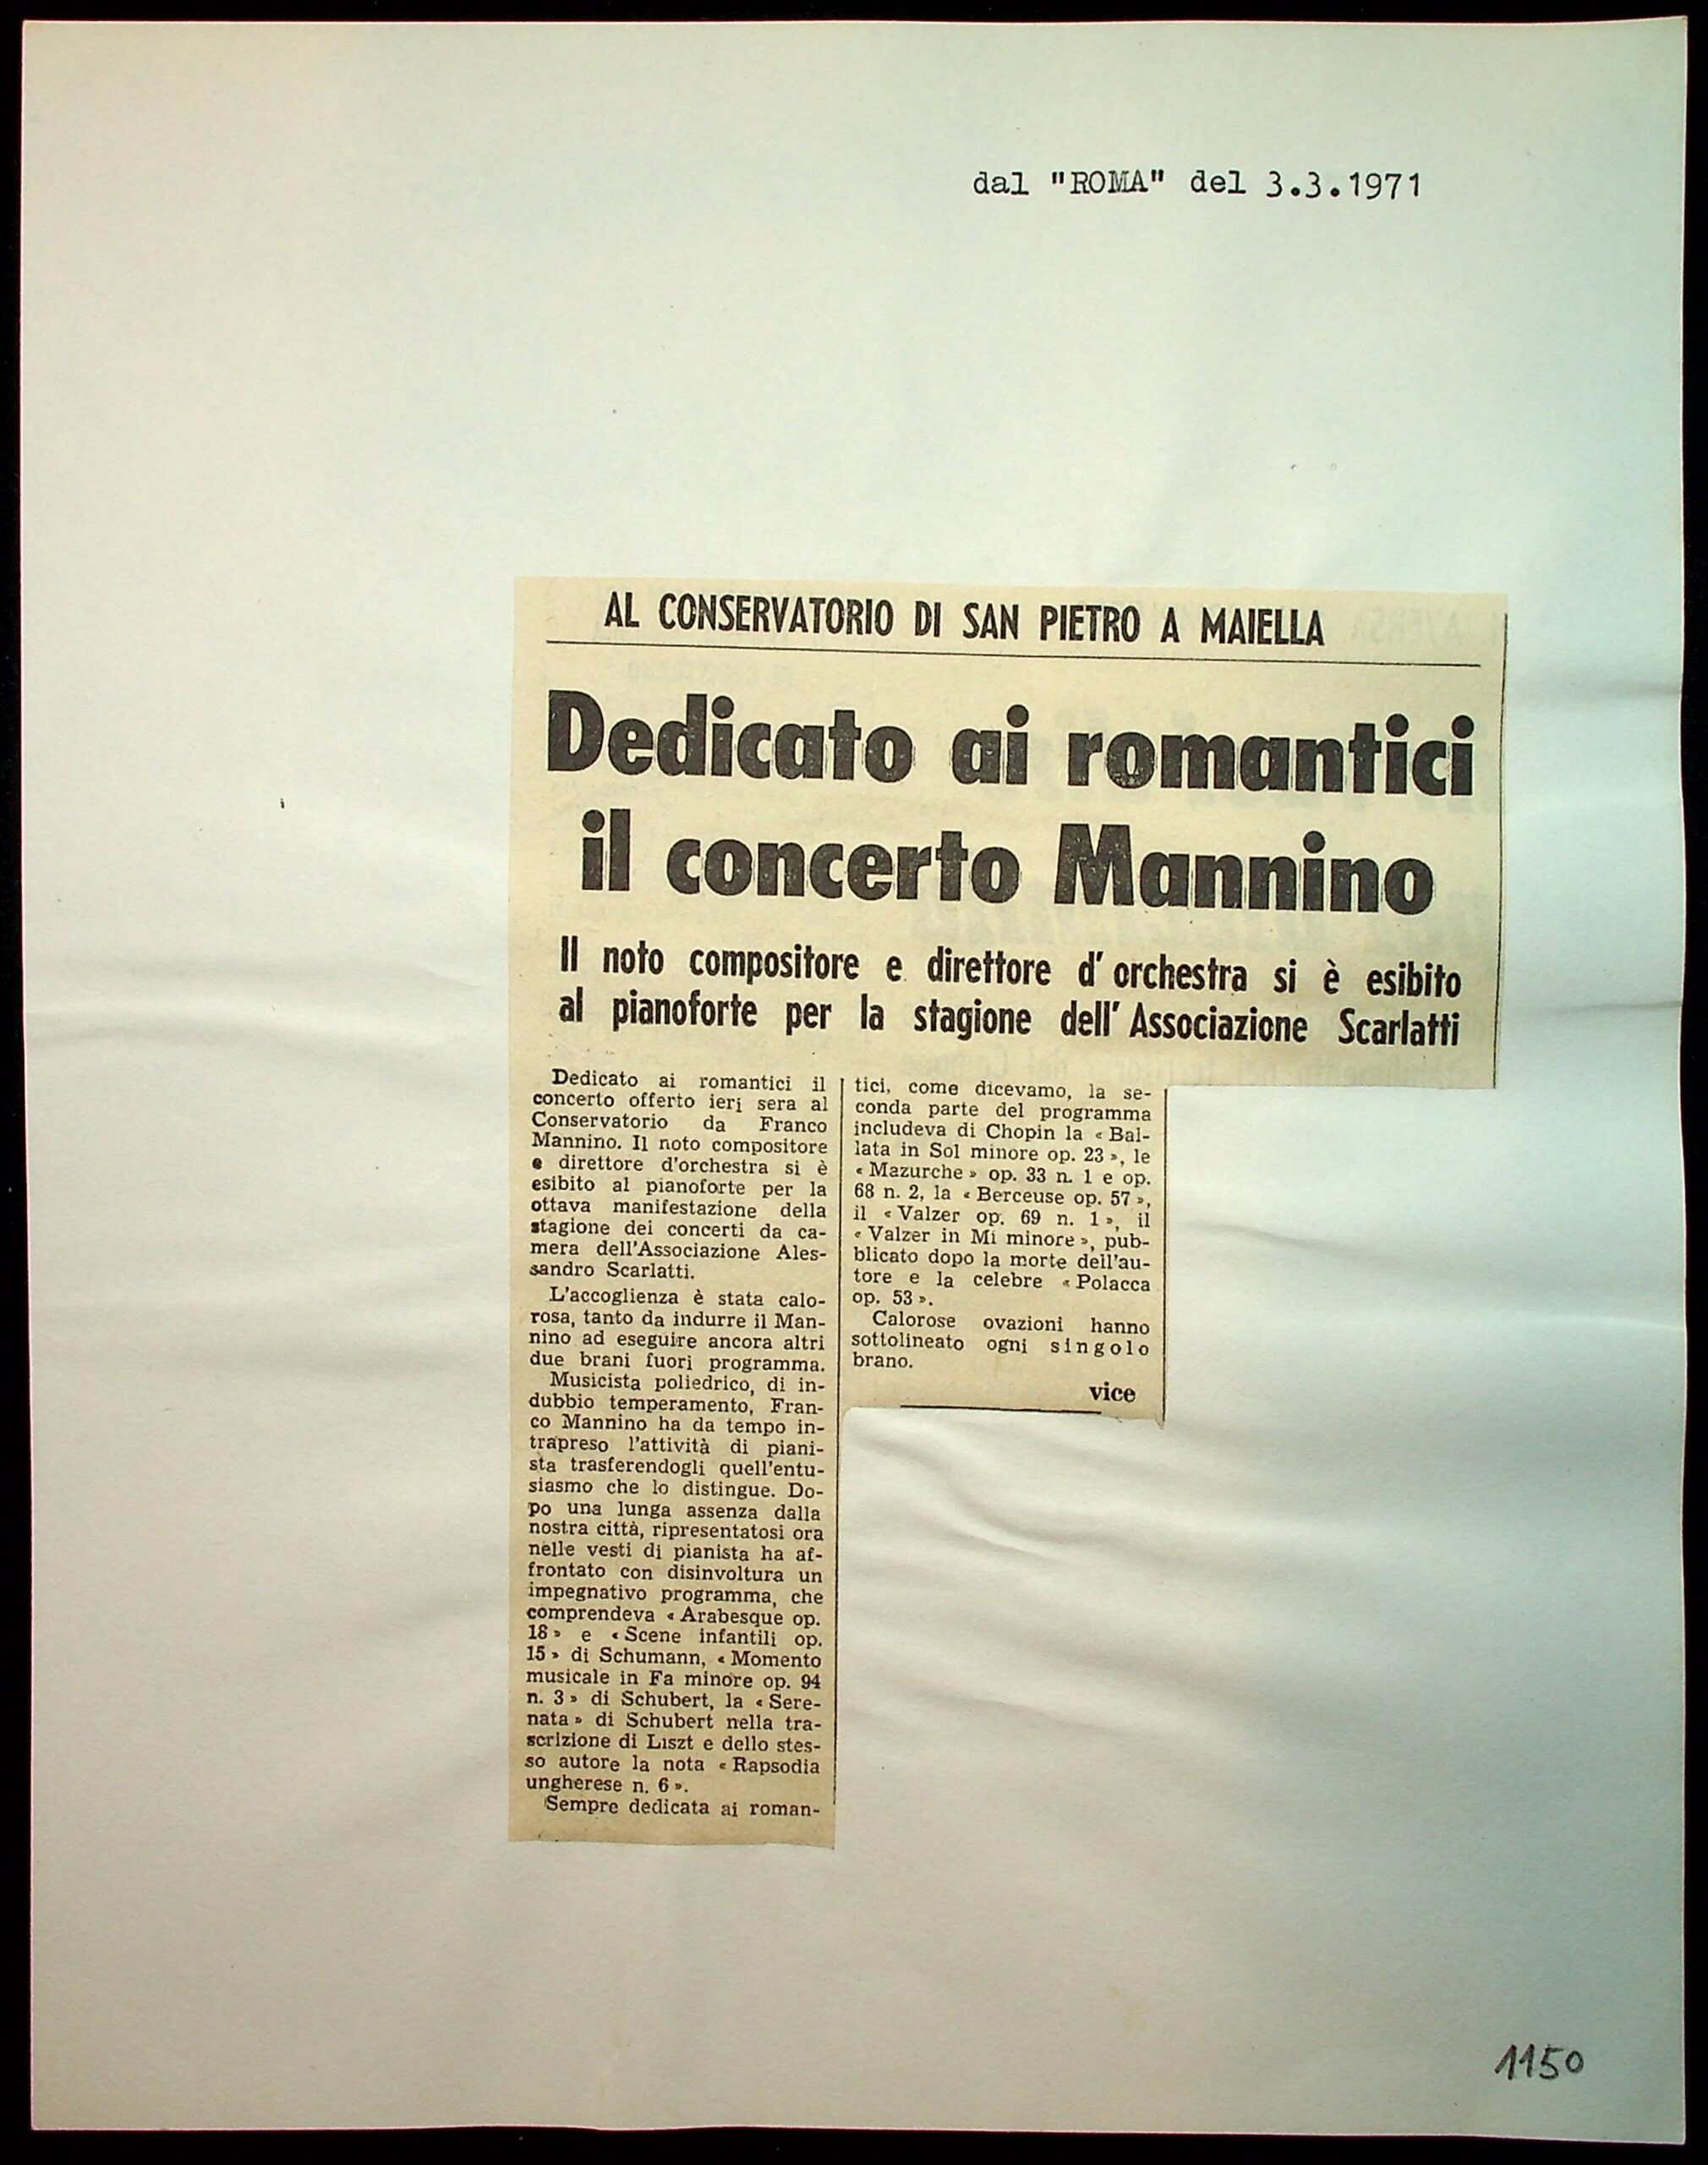 dal "ROMA" del 3.3.1971
AL CONSERVATORIO DI SAN PIETRO A MAIELLA
Dedicato ai romantici
il concerto Mannino
Il noto compositore e direttore d'orchestra si è esibito
al pianoforte per la stagione dell'Associazione Scarlatti
Dedicato ai romantici il
concerto offerto ieri sera al
Conservatorio da Franco
Mannino. Il noto compositore
e direttore d'orchestra si è
esibito al pianoforte per la
ottava manifestazione della
stagione dei concerti da ca-
mera dell'Associazione Ales-
sandro Scarlatti.
L'accoglienza è stata calo-
rosa, tanto da indurre il Man-
nino ad eseguire ancora altri
due brani fuori programma.
Musicista poliedrico, di in-
dubbio temperamento, Fran-
co Mannino ha da tempo in-
trapreso l'attività di piani-
sta trasferendogli quell'entu-
siasmo che lo distingue. Do-
po una lunga assenza dalla
nostra città, ripresentatosi ora
nelle vesti di pianista ha af-
frontato con disinvoltura un
impegnativo programma, che
comprendeva « Arabesque op.
18 » e « Scene infantili op.
15 » di Schumann, « Momento
musicale in Fa minore op. 94
n. 3 » di Schubert, la « Sere-
nata » di Schubert nella tra-
scrizione di Liszt e dello stes-
so autore la nota « Rapsodia
ungherese n. 6 ».
Sempre dedicata ai roman-
tici, come dicevamo, la se-
conda parte del programma
includeva di Chopin la « Bal-
lata in Sol minore op. 23 », le
« Mazurche » op. 33 n. 1 e op.
68 n. 2, la « Berceuse op. 57 »,
il « Valzer op. 69 n. 1 », il
« Valzer in Mi minore », pub-
blicato dopo la morte dell'au-
tore e la celebre « Polacca
op. 53 ».
Calorose ovazioni hanno
sottolineato ogni singolo
brano.
vice
1150